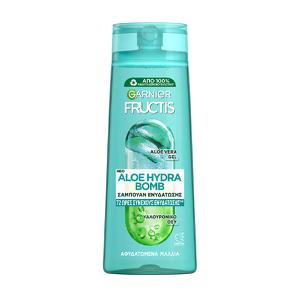 ΑΠΟ 100%
GARNIER
FRUCTIS
ALOE VERA
GEL
ΝΕΟ
ALOE HYDRA
BOMB
ΣΑΜΠΟΥΑΝ ΕΝΥΔΑΤΩΣΗΣ
72 ΩΡΕΣ ΣΥΝΕΧΟΥΣ ΕΝΥΔΑΤΩΣΗΣ**
ΥΑΛΟΥΡΟΝΙΚΟ
ΟΞΥ
ΑΦΥΔΑΤΩΜΕΝΑ ΜΑΛΛΙΑ